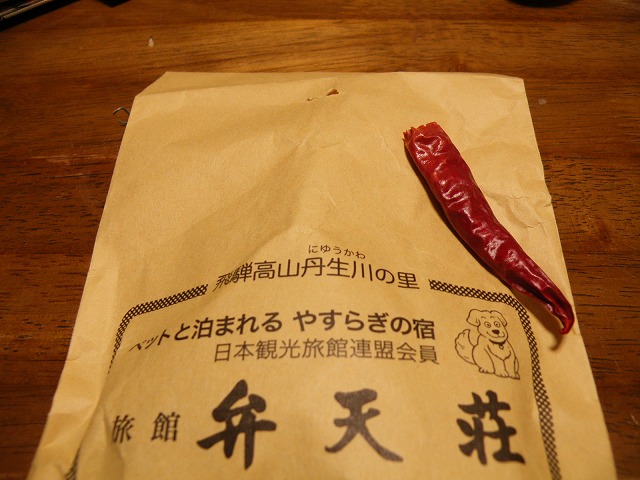 にゅうかわ
飛騨高山丹生川の里
ペットと泊まれる やすらぎの宿
日本観光旅館連盟会員
旅館 弁天荘